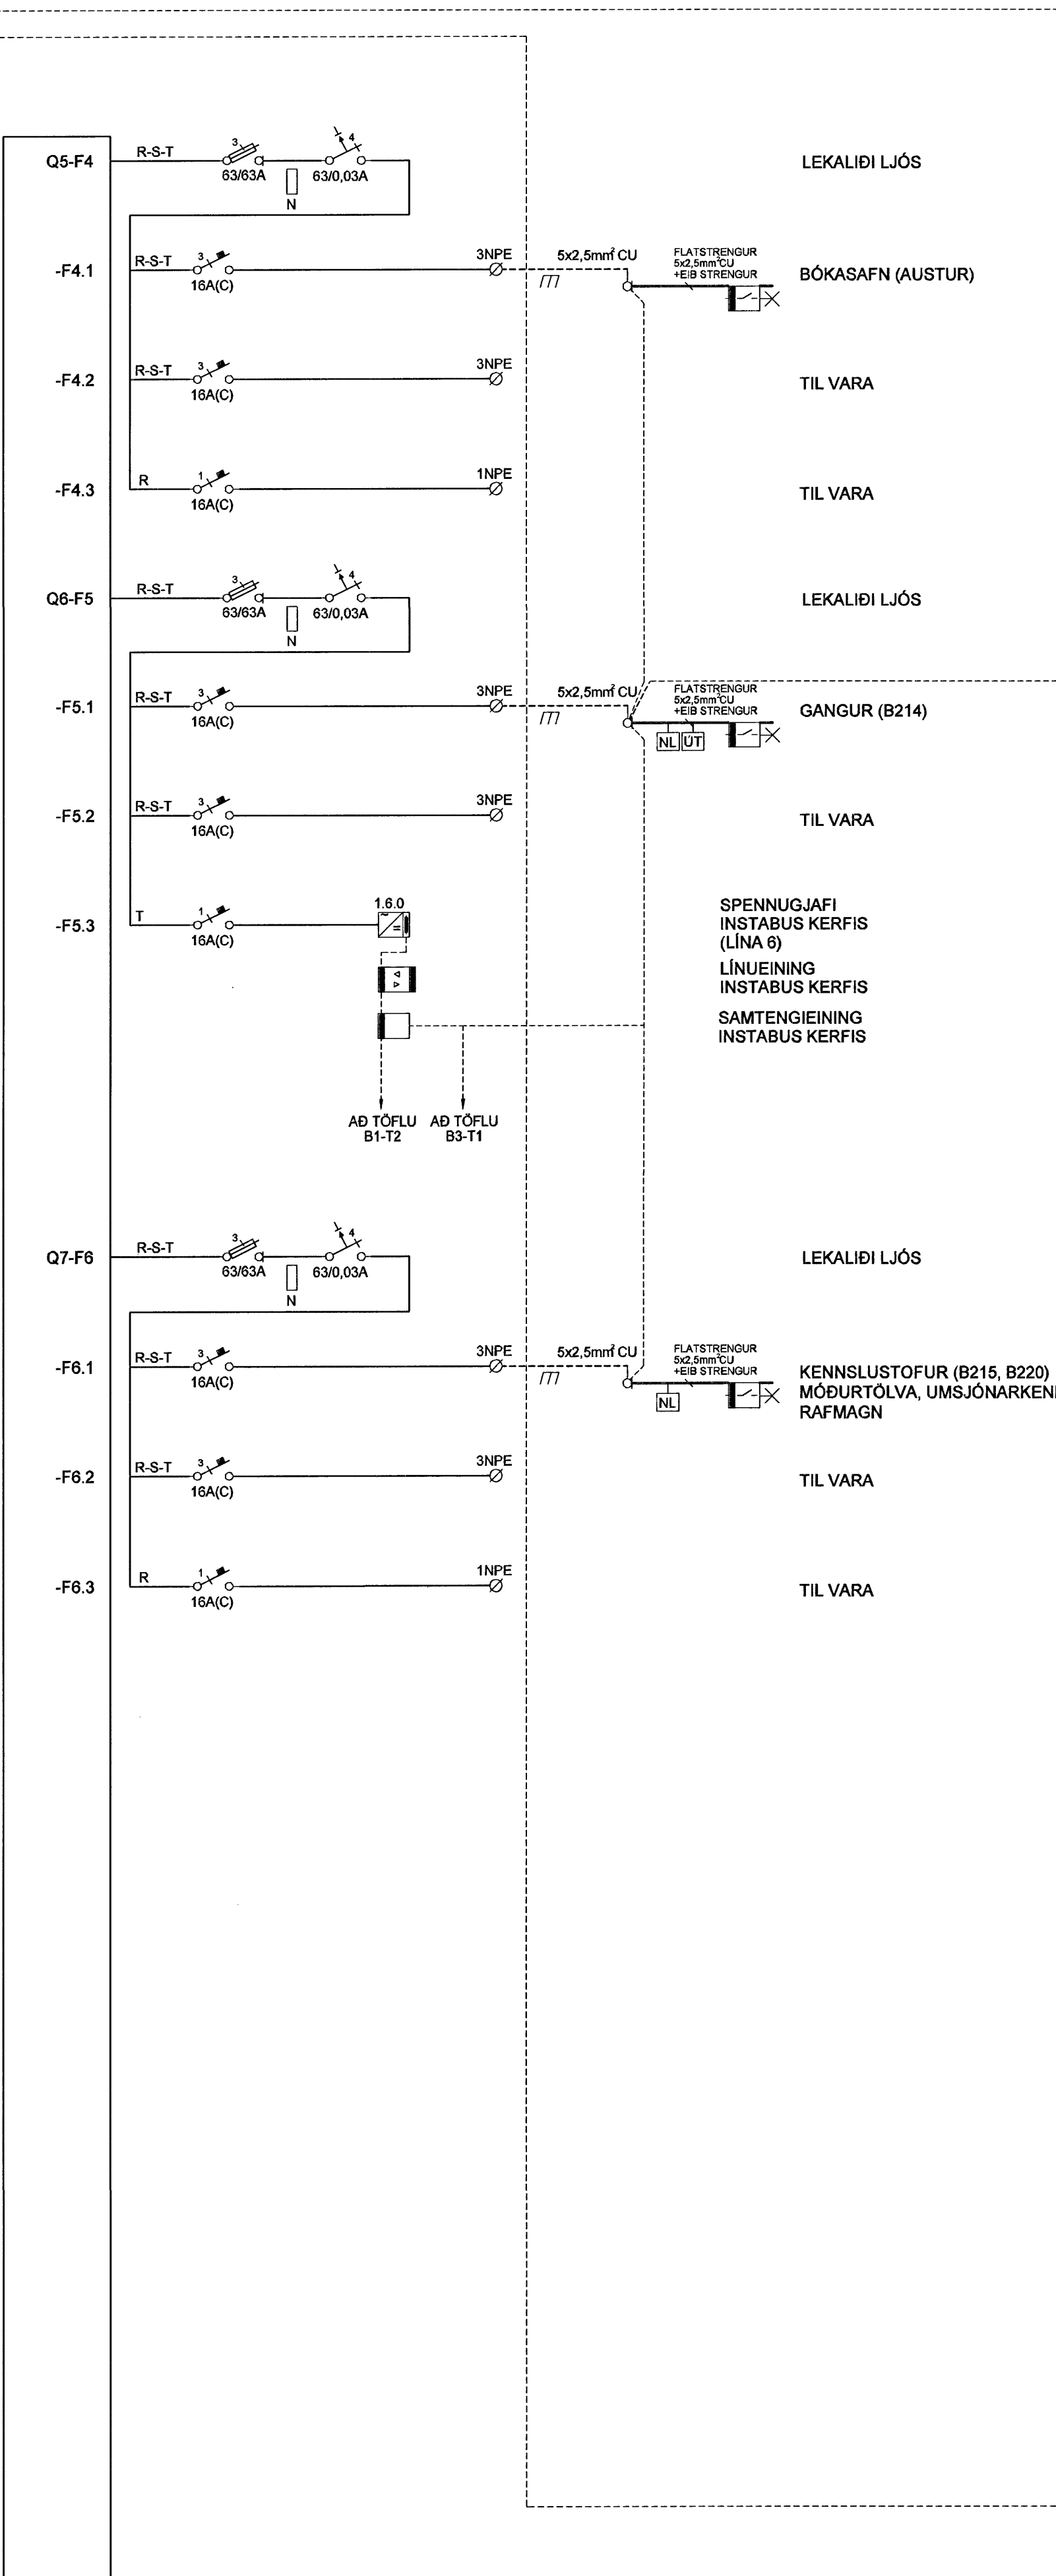 Q5-F4 R-S-T 3 63/63A N 4 63/0,03A LEKALIÐI LJÓS
-F4.1 R-S-T 3 16A(C) 3NPE 5x2,5mm² CU
FLATSTRENGUR
5x2,5mm²CU
+EIB STRENGUR
BÓKASAFN (AUSTUR)
-F4.2 R-S-T 3 16A(C) 3NPE TIL VARA
-F4.3 R 1 16A(C) 1NPE TIL VARA
Q6-F5 R-S-T 3 63/63A N 4 63/0,03A LEKALIÐI LJÓS
-F5.1 R-S-T 3 16A(C) 3NPE 5x2,5mm² CU
FLATSTRENGUR
5x2,5mm²CU
+EIB STRENGUR
NL ÚT
GANGUR (B214)
-F5.2 R-S-T 3 16A(C) 3NPE TIL VARA
-F5.3 T 1 16A(C) 1.6.0
SPENNUGJAFI
INSTABUS KERFIS
(LÍNA 6)
LÍNUEINING
INSTABUS KERFIS
SAMTENGIEINING
INSTABUS KERFIS
AÐ TÖFLU
B1-T2
AÐ TÖFLU
B3-T1
Q7-F6 R-S-T 3 63/63A N 4 63/0,03A LEKALIÐI LJÓS
-F6.1 R-S-T 3 16A(C) 3NPE 5x2,5mm² CU
FLATSTRENGUR
5x2,5mm²CU
+EIB STRENGUR
NL
KENNSLUSTOFUR (B215, B220)
MÓÐURTÖLVA,
RAFMAGN
-F6.2 R-S-T 3 16A(C) 3NPE TIL VARA
-F6.3 R 1 16A(C) 1NPE TIL VARA